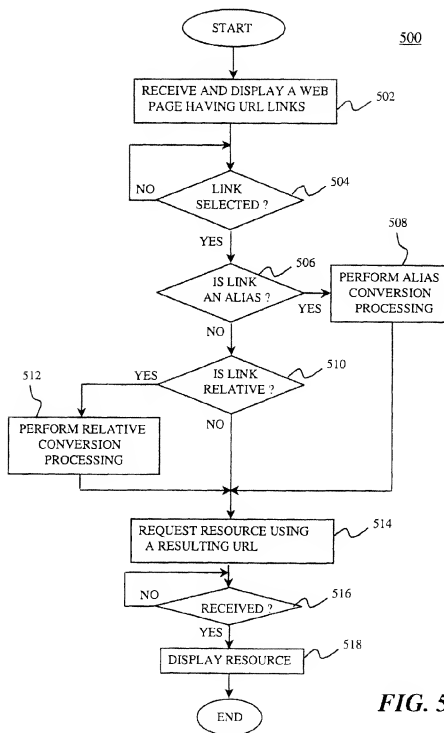 START
500
RECEIVE AND DISPLAY A WEB
PAGE HAVING URL LINKS
502
NO
LINK
SELECTED ?
504
YES
508
506
IS LINK
AN ALIAS ?
YES
PERFORM ALIAS
CONVERSION
PROCESSING
NO
YES
IS LINK
RELATIVE ?
510
512
NO
PERFORM RELATIVE
CONVERSION
PROCESSING
REQUEST RESOURCE USING
A RESULTING URL
514
NO
RECEIVED ?
516
YES
DISPLAY RESOURCE
518
END
FIG. 5